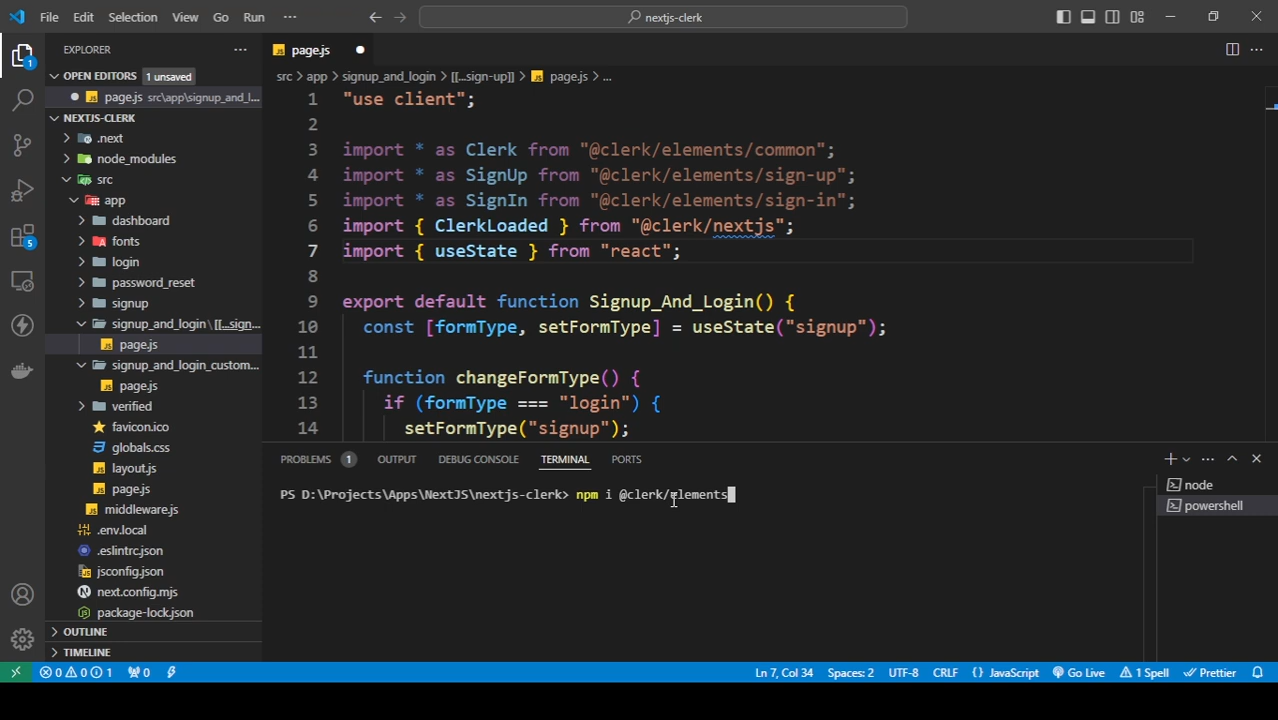 File Edit Selection View Go Run ⋯ nextjs-clerk
EXPLORER
OPEN EDITORS 1 unsaved
page.js src\app\signup_and_l...
NEXTJS-CLERK
.next
node_modules
src
app
dashboard
fonts
login
password_reset
signup
signup_and_login\[[...sign...
page.js
signup_and_login_custom...
page.js
verified
favicon.ico
globals.css
layout.js
page.js
middleware.js
.env.local
.eslintrc.json
jsconfig.json
next.config.mjs
package-lock.json
OUTLINE
TIMELINE
1
5
page.js
src > app > signup_and_login > [[...sign-up]] > page.js > ...
1 "use client";
2
3 import * as Clerk from "@clerk/elements/common";
4 import * as SignUp from "@clerk/elements/sign-up";
5 import * as SignIn from "@clerk/elements/sign-in";
6 import { ClerkLoaded } from "@clerk/nextjs";
7 import { useState } from "react";
8
9 export default function Signup_And_Login() {
10 const [formType, setFormType] = useState("signup");
11
12 function changeFormType() {
13 if (formType === "login") {
14 setFormType("signup");
PROBLEMS 1 OUTPUT DEBUG CONSOLE TERMINAL PORTS
PS D:\Projects\Apps\NextJS\nextjs-clerk> npm i @clerk/elements
node
powershell
0 0 1 0 Ln 7, Col 34 Spaces: 2 UTF-8 CRLF {} JavaScript Go Live 1 Spell Prettier